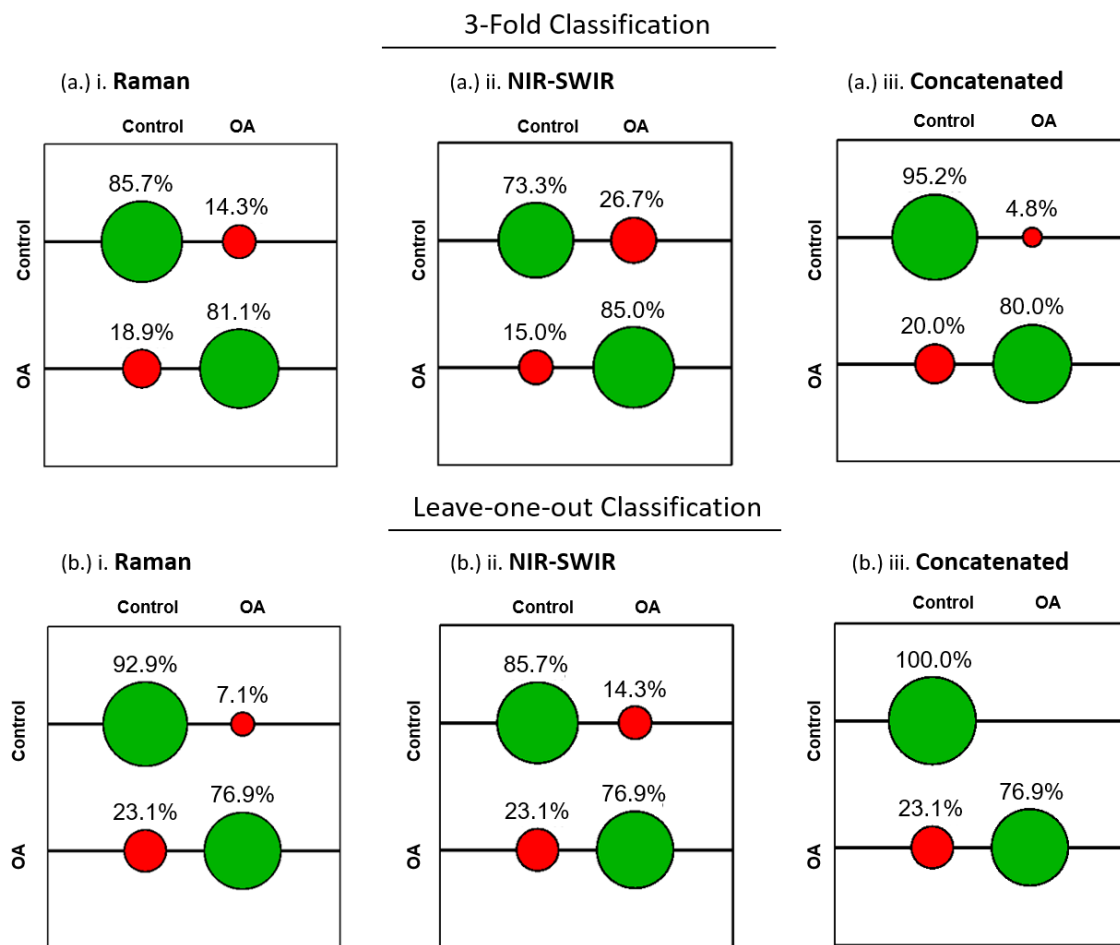 3-Fold Classification
(a.) i. Raman
(a.) ii. NIR-SWIR
(a.) iii. Concatenated
Control OA
Control OA
Control OA
85.7%
14.3%
73.3%
26.7%
95.2%
4.8%
Control
Control
Control
18.9%
81.1%
15.0%
85.0%
20.0%
80.0%
OA
OA
OA
Leave-one-out Classification
(b.) i. Raman
(b.) ii. NIR-SWIR
(b.) iii. Concatenated
Control OA
Control OA
Control OA
92.9%
7.1%
85.7%
14.3%
100.0%
Control
Control
Control
23.1%
76.9%
23.1%
76.9%
23.1%
76.9%
OA
OA
OA